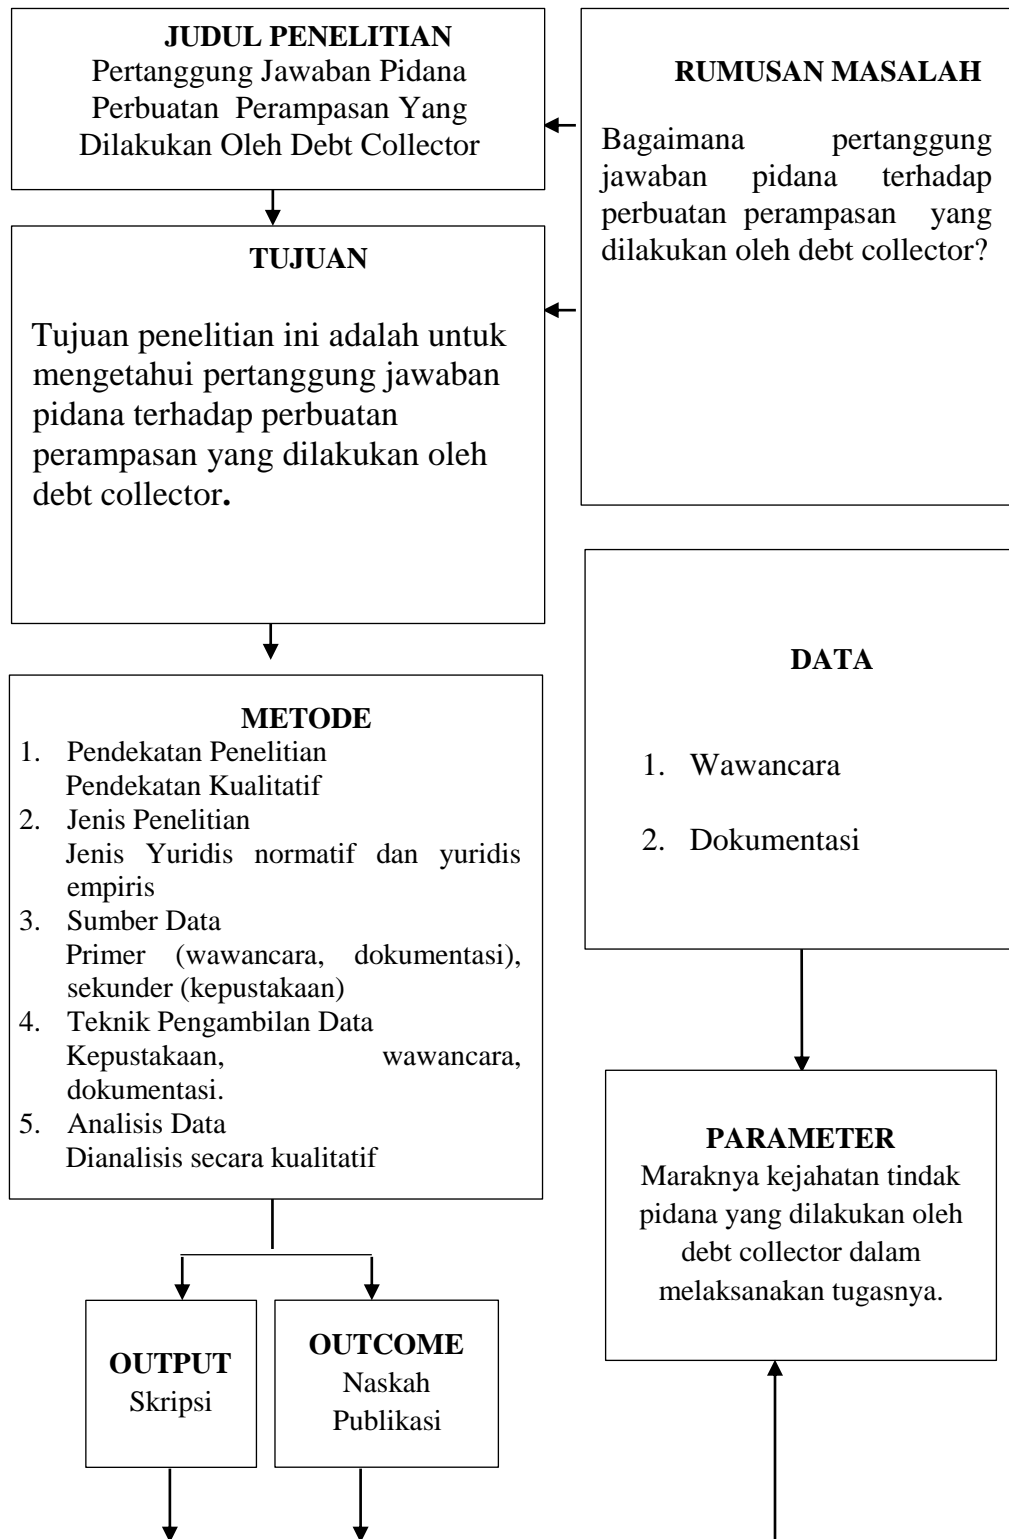 JUDUL PENELITIAN
Pertanggung Jawaban Pidana
Perbuatan Perampasan Yang
Dilakukan Oleh Debt Collector
RUMUSAN MASALAH
Bagaimana pertanggung
jawaban pidana terhadap
perbuatan perampasan yang
dilakukan oleh debt collector?
TUJUAN
Tujuan penelitian ini adalah untuk
mengetahui pertanggung jawaban
pidana terhadap perbuatan
perampasan yang dilakukan oleh
debt collector.
DATA
1. Wawancara
2. Dokumentasi
METODE
1. Pendekatan Penelitian
Pendekatan Kualitatif
2. Jenis Penelitian
Jenis Yuridis normatif dan yuridis
empiris
3. Sumber Data
Primer (wawancara, dokumentasi),
sekunder (kepustakaan)
4. Teknik Pengambilan Data
Kepustakaan, wawancara,
dokumentasi.
5. Analisis Data
Dianalisis secara kualitatif
PARAMETER
Maraknya kejahatan tindak
pidana yang dilakukan oleh
debt collector dalam
melaksanakan tugasnya.
OUTPUT
Skripsi
OUTCOME
Naskah
Publikasi